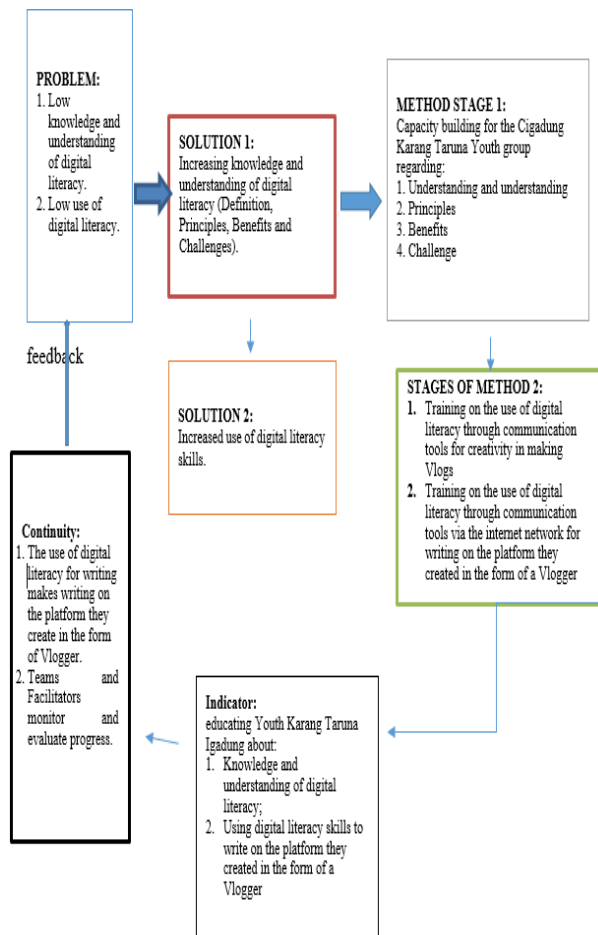 PROBLEM:
1. Low
knowledge and
understanding
of digital
literacy.
2. Low use of
digital literacy.
SOLUTION 1:
Increasing knowledge and
understanding of digital
literacy (Definition,
Principles, Benefits and
Challenges).
METHOD STAGE 1:
Capacity building for the Cigadung
Karang Taruna Youth group
regarding:
1. Understanding and understanding
2. Principles
3. Benefits
4. Challenge
feedback
SOLUTION 2:
Increased use of digital literacy
skills.
STAGES OF METHOD 2:
1. Training on the use of digital
literacy through communication
tools for creativity in making
Vlogs
2. Training on the use of digital
literacy through communication
tools via the internet network for
writing on the platform they
created in the form of a Vlogger
Continuity:
1. The use of digital
literacy for writing
makes writing on
the platform they
create in the form
of Vlogger.
2. Teams and
Facilitators
monitor and
evaluate progress.
Indicator:
educating Youth Karang Taruna
Igadung about:
1. Knowledge and
understanding of digital
literacy;
2. Using digital literacy skills to
write on the platform they
created in the form of a
Vlogger